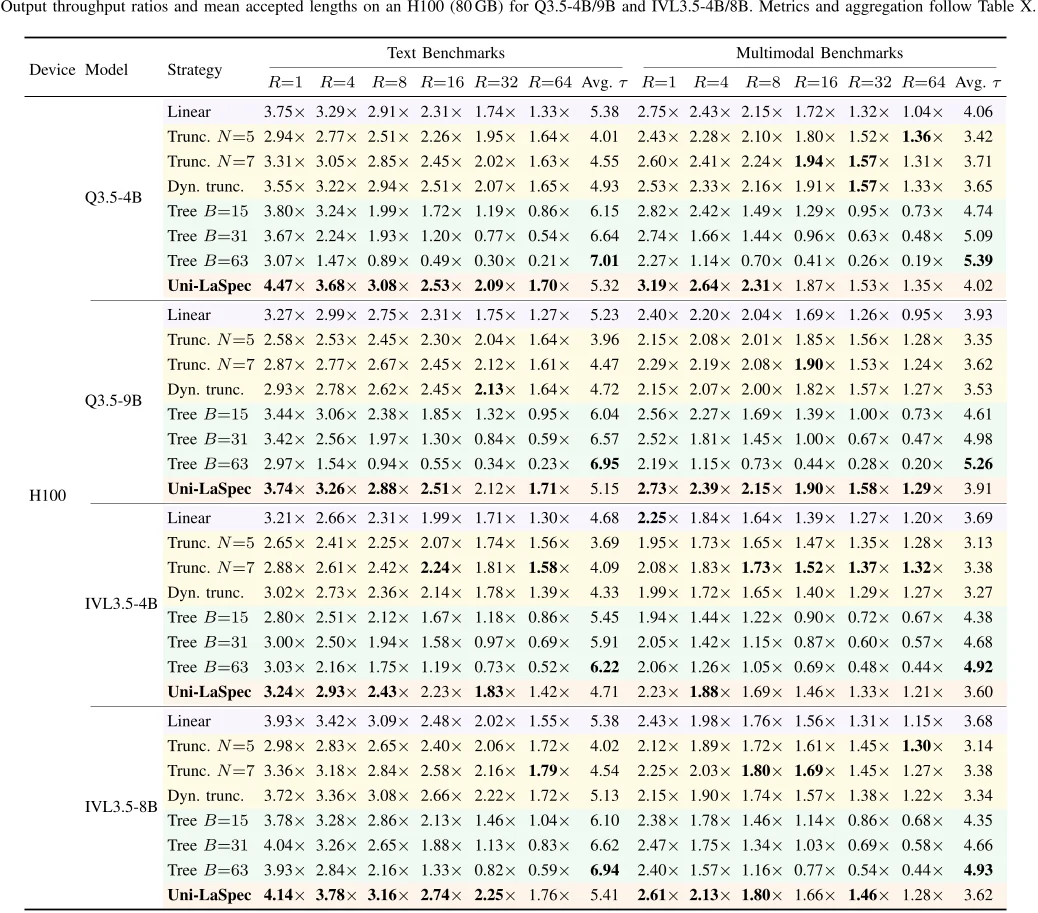 Output throughput ratios and mean accepted lengths on an H100 (80 GB) for Q3.5-4B/9B and IVL3.5-4B/8B. Metrics and aggregation follow Table X.
Device Model Strategy Text Benchmarks Multimodal Benchmarks
R=1 R=4 R=8 R=16 R=32 R=64 Avg. τ R=1 R=4 R=8 R=16 R=32 R=64 Avg. τ
H100
Q3.5-4B
Linear 3.75× 3.29× 2.91× 2.31× 1.74× 1.33× 5.38 2.75× 2.43× 2.15× 1.72× 1.32× 1.04× 4.06
Trunc. N=5 2.94× 2.77× 2.51× 2.26× 1.95× 1.64× 4.01 2.43× 2.28× 2.10× 1.80× 1.52× 1.36× 3.42
Trunc. N=7 3.31× 3.05× 2.85× 2.45× 2.02× 1.63× 4.55 2.60× 2.41× 2.24× 1.94× 1.57× 1.31× 3.71
Dyn. trunc. 3.55× 3.22× 2.94× 2.51× 2.07× 1.65× 4.93 2.53× 2.33× 2.16× 1.91× 1.57× 1.33× 3.65
Tree B=15 3.80× 3.24× 1.99× 1.72× 1.19× 0.86× 6.15 2.82× 2.42× 1.49× 1.29× 0.95× 0.73× 4.74
Tree B=31 3.67× 2.24× 1.93× 1.20× 0.77× 0.54× 6.64 2.74× 1.66× 1.44× 0.96× 0.63× 0.48× 5.09
Tree B=63 3.07× 1.47× 0.89× 0.49× 0.30× 0.21× 7.01 2.27× 1.14× 0.70× 0.41× 0.26× 0.19× 5.39
Uni-LaSpec 4.47× 3.68× 3.08× 2.53× 2.09× 1.70× 5.32 3.19× 2.64× 2.31× 1.87× 1.53× 1.35× 4.02
Q3.5-9B
Linear 3.27× 2.99× 2.75× 2.31× 1.75× 1.27× 5.23 2.40× 2.20× 2.04× 1.69× 1.26× 0.95× 3.93
Trunc. N=5 2.58× 2.53× 2.45× 2.30× 2.04× 1.64× 3.96 2.15× 2.08× 2.01× 1.85× 1.56× 1.28× 3.35
Trunc. N=7 2.87× 2.77× 2.67× 2.45× 2.12× 1.61× 4.47 2.29× 2.19× 2.08× 1.90× 1.53× 1.24× 3.62
Dyn. trunc. 2.93× 2.78× 2.62× 2.45× 2.13× 1.64× 4.72 2.15× 2.07× 2.00× 1.82× 1.57× 1.27× 3.53
Tree B=15 3.44× 3.06× 2.38× 1.85× 1.32× 0.95× 6.04 2.56× 2.27× 1.69× 1.39× 1.00× 0.73× 4.61
Tree B=31 3.42× 2.56× 1.97× 1.30× 0.84× 0.59× 6.57 2.52× 1.81× 1.45× 1.00× 0.67× 0.47× 4.98
Tree B=63 2.97× 1.54× 0.94× 0.55× 0.34× 0.23× 6.95 2.19× 1.15× 0.73× 0.44× 0.28× 0.20× 5.26
Uni-LaSpec 3.74× 3.26× 2.88× 2.51× 2.12× 1.71× 5.15 2.73× 2.39× 2.15× 1.90× 1.58× 1.29× 3.91
IVL3.5-4B
Linear 3.21× 2.66× 2.31× 1.99× 1.71× 1.30× 4.68 2.25× 1.84× 1.64× 1.39× 1.27× 1.20× 3.69
Trunc. N=5 2.65× 2.41× 2.25× 2.07× 1.74× 1.56× 3.69 1.95× 1.73× 1.65× 1.47× 1.35× 1.28× 3.13
Trunc. N=7 2.88× 2.61× 2.42× 2.24× 1.81× 1.58× 4.09 2.08× 1.83× 1.73× 1.52× 1.37× 1.32× 3.38
Dyn. trunc. 3.02× 2.73× 2.36× 2.14× 1.78× 1.39× 4.33 1.99× 1.72× 1.65× 1.40× 1.29× 1.27× 3.27
Tree B=15 2.80× 2.51× 2.12× 1.67× 1.18× 0.86× 5.45 1.94× 1.44× 1.22× 0.90× 0.72× 0.67× 4.38
Tree B=31 3.00× 2.50× 1.94× 1.58× 0.97× 0.69× 5.91 2.05× 1.42× 1.15× 0.87× 0.60× 0.57× 4.68
Tree B=63 3.03× 2.16× 1.75× 1.19× 0.73× 0.52× 6.22 2.06× 1.26× 1.05× 0.69× 0.48× 0.44× 4.92
Uni-LaSpec 3.24× 2.93× 2.43× 2.23× 1.83× 1.42× 4.71 2.23× 1.88× 1.69× 1.46× 1.33× 1.21× 3.60
IVL3.5-8B
Linear 3.93× 3.42× 3.09× 2.48× 2.02× 1.55× 5.38 2.43× 1.98× 1.76× 1.56× 1.31× 1.15× 3.68
Trunc. N=5 2.98× 2.83× 2.65× 2.40× 2.06× 1.72× 4.02 2.12× 1.89× 1.72× 1.61× 1.45× 1.30× 3.14
Trunc. N=7 3.36× 3.18× 2.84× 2.58× 2.16× 1.79× 4.54 2.25× 2.03× 1.80× 1.69× 1.45× 1.27× 3.38
Dyn. trunc. 3.72× 3.36× 3.08× 2.66× 2.22× 1.72× 5.13 2.15× 1.90× 1.74× 1.57× 1.38× 1.22× 3.34
Tree B=15 3.78× 3.28× 2.86× 2.13× 1.46× 1.04× 6.10 2.38× 1.78× 1.46× 1.14× 0.86× 0.68× 4.35
Tree B=31 4.04× 3.26× 2.65× 1.88× 1.13× 0.83× 6.62 2.47× 1.75× 1.34× 1.03× 0.69× 0.58× 4.66
Tree B=63 3.93× 2.84× 2.16× 1.33× 0.82× 0.59× 6.94 2.40× 1.57× 1.16× 0.77× 0.54× 0.44× 4.93
Uni-LaSpec 4.14× 3.78× 3.16× 2.74× 2.25× 1.76× 5.41 2.61× 2.13× 1.80× 1.66× 1.46× 1.28× 3.62